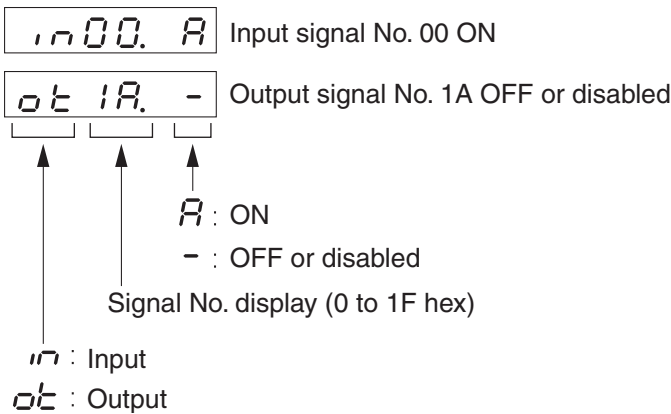 in00. A Input signal No. 00 ON
ot 1A. - Output signal No. 1A OFF or disabled
A : ON
- : OFF or disabled
Signal No. display (0 to 1F hex)
in : Input
ot : Output